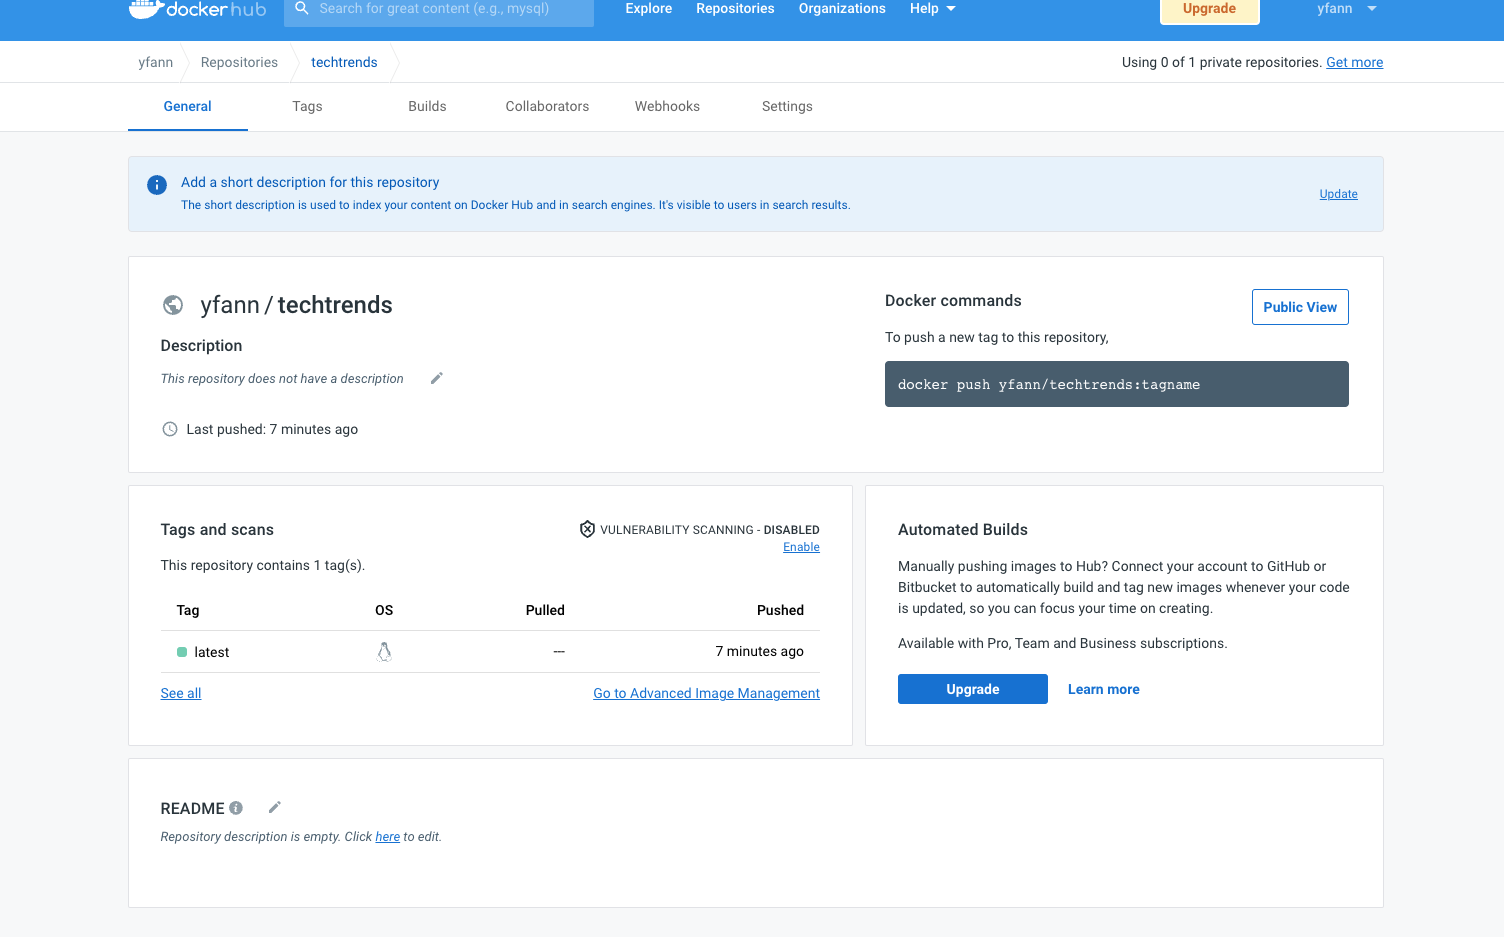 docker hub
Search for great content (e.g., mysql)
Explore
Repositories
Organizations
Help
Upgrade
yfann
yfann
Repositories
techtrends
Using 0 of 1 private repositories. Get more
General
Tags
Builds
Collaborators
Webhooks
Settings
Add a short description for this repository
The short description is used to index your content on Docker Hub and in search engines. It's visible to users in search results.
Update
yfann / techtrends
Description
This repository does not have a description
Last pushed: 7 minutes ago
Docker commands
Public View
To push a new tag to this repository,
docker push yfann/techtrends:tagname
Tags and scans
VULNERABILITY SCANNING - DISABLED
Enable
This repository contains 1 tag(s).
Tag OS Pulled Pushed
latest --- 7 minutes ago
See all
Go to Advanced Image Management
Automated Builds
Manually pushing images to Hub? Connect your account to GitHub or
Bitbucket to automatically build and tag new images whenever your code
is updated, so you can focus your time on creating.
Available with Pro, Team and Business subscriptions.
Upgrade
Learn more
README
Repository description is empty. Click here to edit.